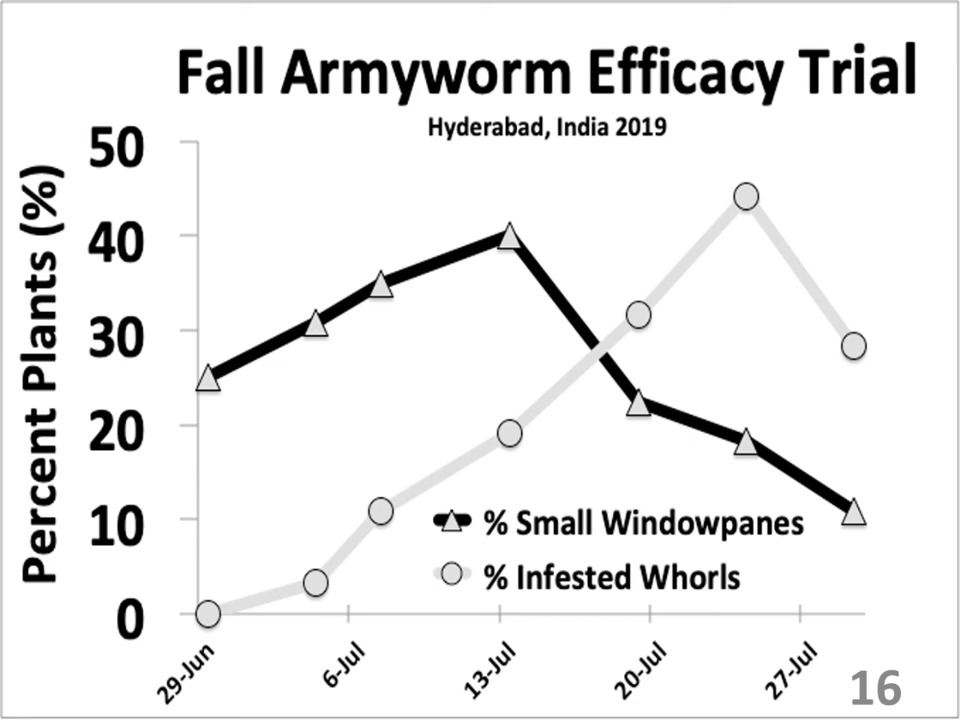 Fall Armyworm Efficacy Trial
Hyderabad, India 2019
Percent Plants (%)
50
40
30
20
10
0
% Small Windowpanes
% Infested Whorls
29-Jun
6-Jul
13-Jul
20-Jul
27-Jul
16